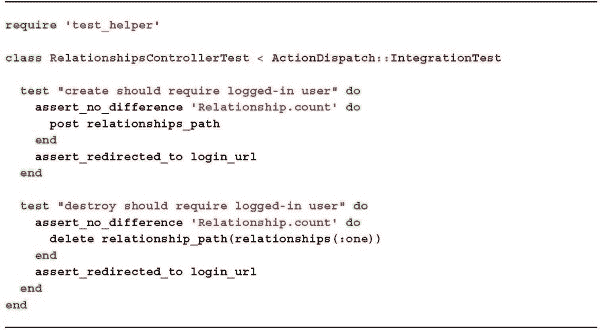 require 'test_helper'
class RelationshipsControllerTest < ActionDispatch::IntegrationTest
test "create should require logged-in user" do
assert_no_difference 'Relationship.count' do
post relationships_path
end
assert_redirected_to login_url
end
test "destroy should require logged-in user" do
assert_no_difference 'Relationship.count' do
delete relationship_path(relationships(:one))
end
assert_redirected_to login_url
end
end